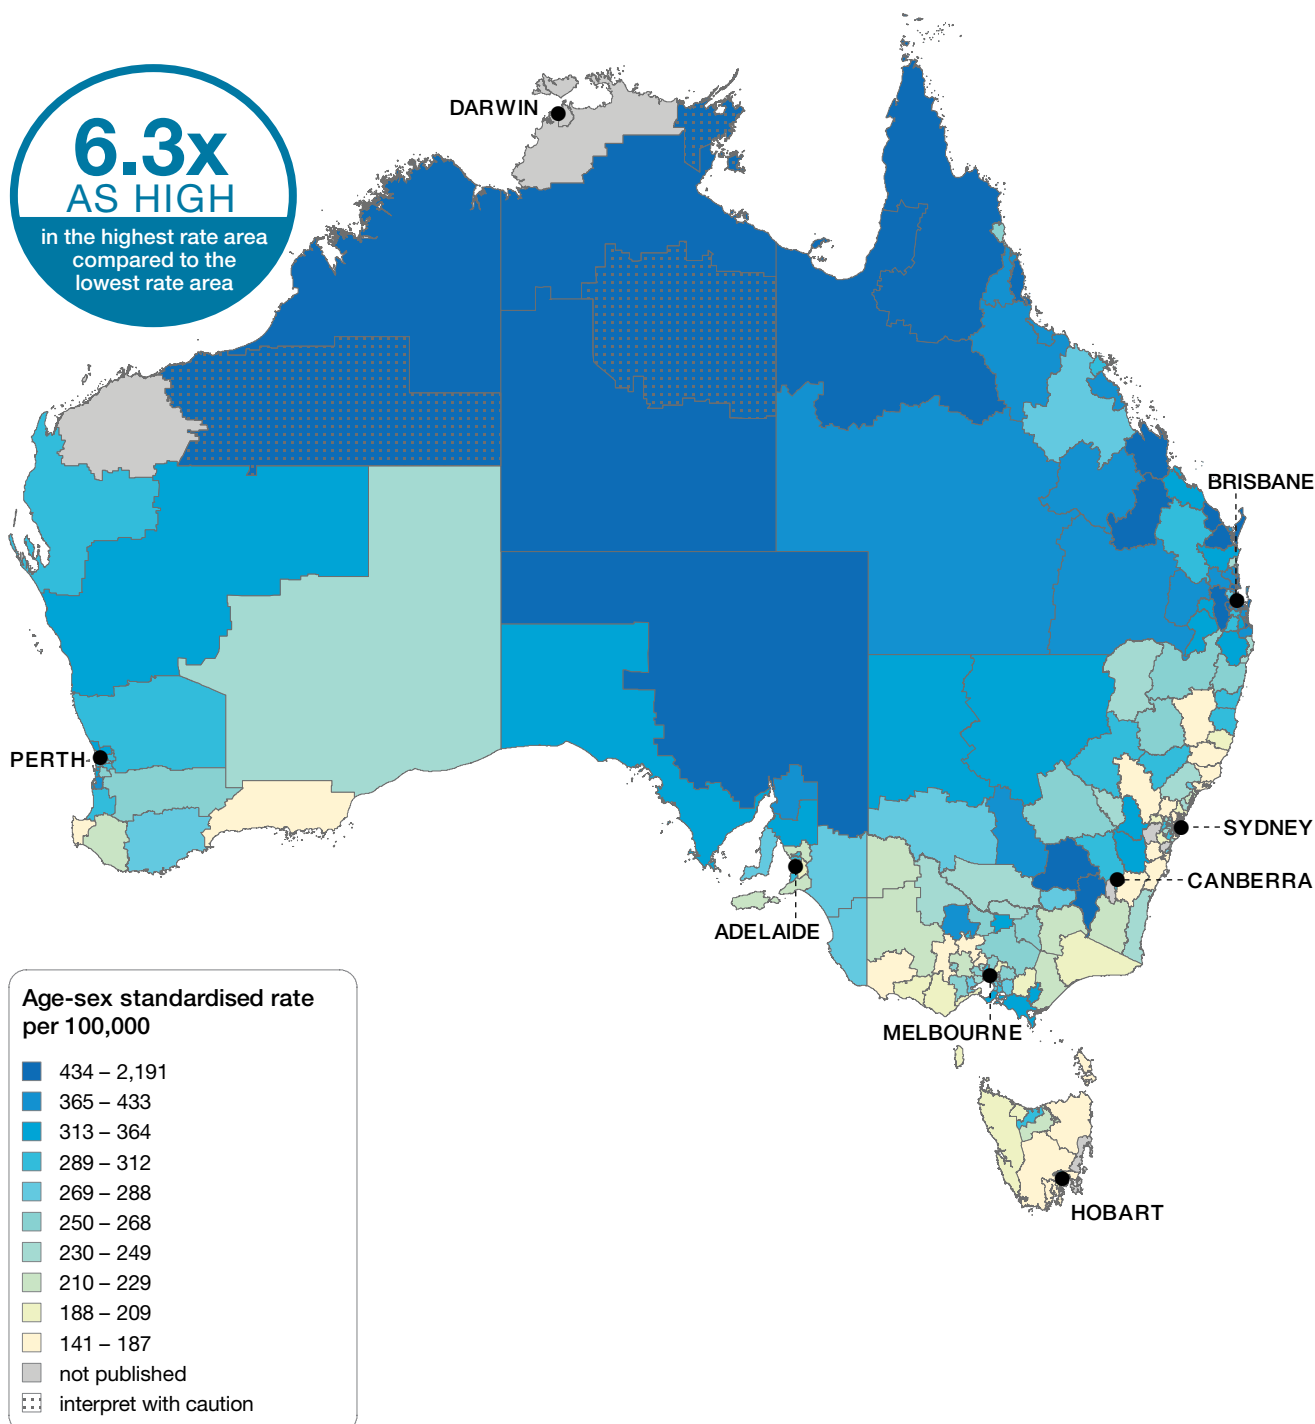 DARWIN
6.3x
AS HIGH
in the highest rate area
compared to the
lowest rate area
BRISBANE
PERTH
SYDNEY
CANBERRA
ADELAIDE
MELBOURNE
HOBART
Age-sex standardised rate
per 100,000
434 – 2,191
365 – 433
313 – 364
289 – 312
269 – 288
250 – 268
230 – 249
210 – 229
188 – 209
141 – 187
not published
interpret with caution